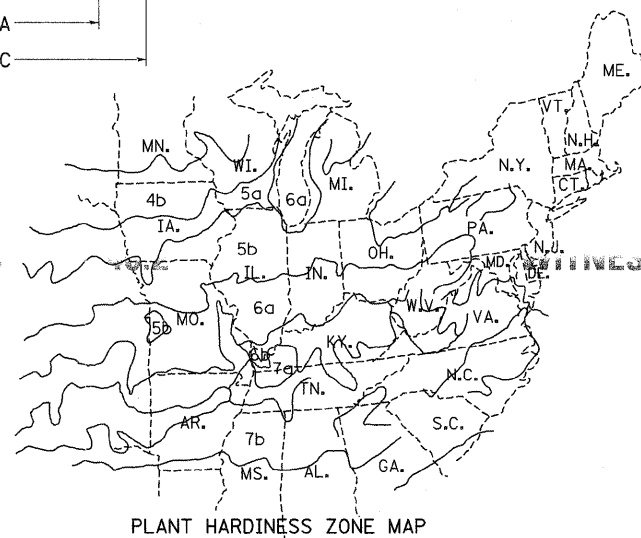 A
C
ME.
VT.
MN.
N.H.
WI.
N.Y.
MA.
MI.
CT.
4b
5a
6a
IA.
PA.
5b
OH.
N.J.
IL.
IN.
MD.
DE.
6a
W.V.
5b
MO.
VA.
KY.
6b
7a
N.C.
TN.
AR.
S.C.
7b
MS.
AL.
GA.
PLANT HARDINESS ZONE MAP